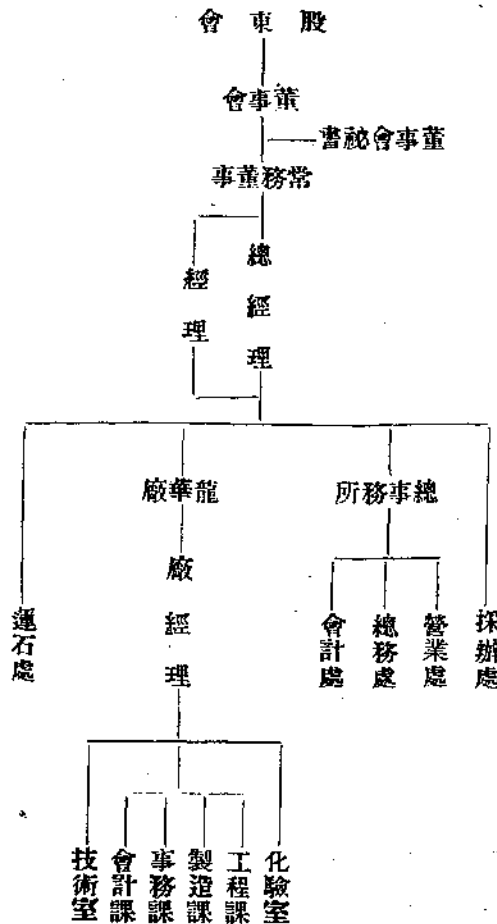 股東會
董事會
董事會祕書
常務董事
總經理
經理
採辦處
總事務所
營業處
總務處
會計處
龍華廠
廠經理
運石處
化驗室
工程課
製造課
事務課
會計課
技術室